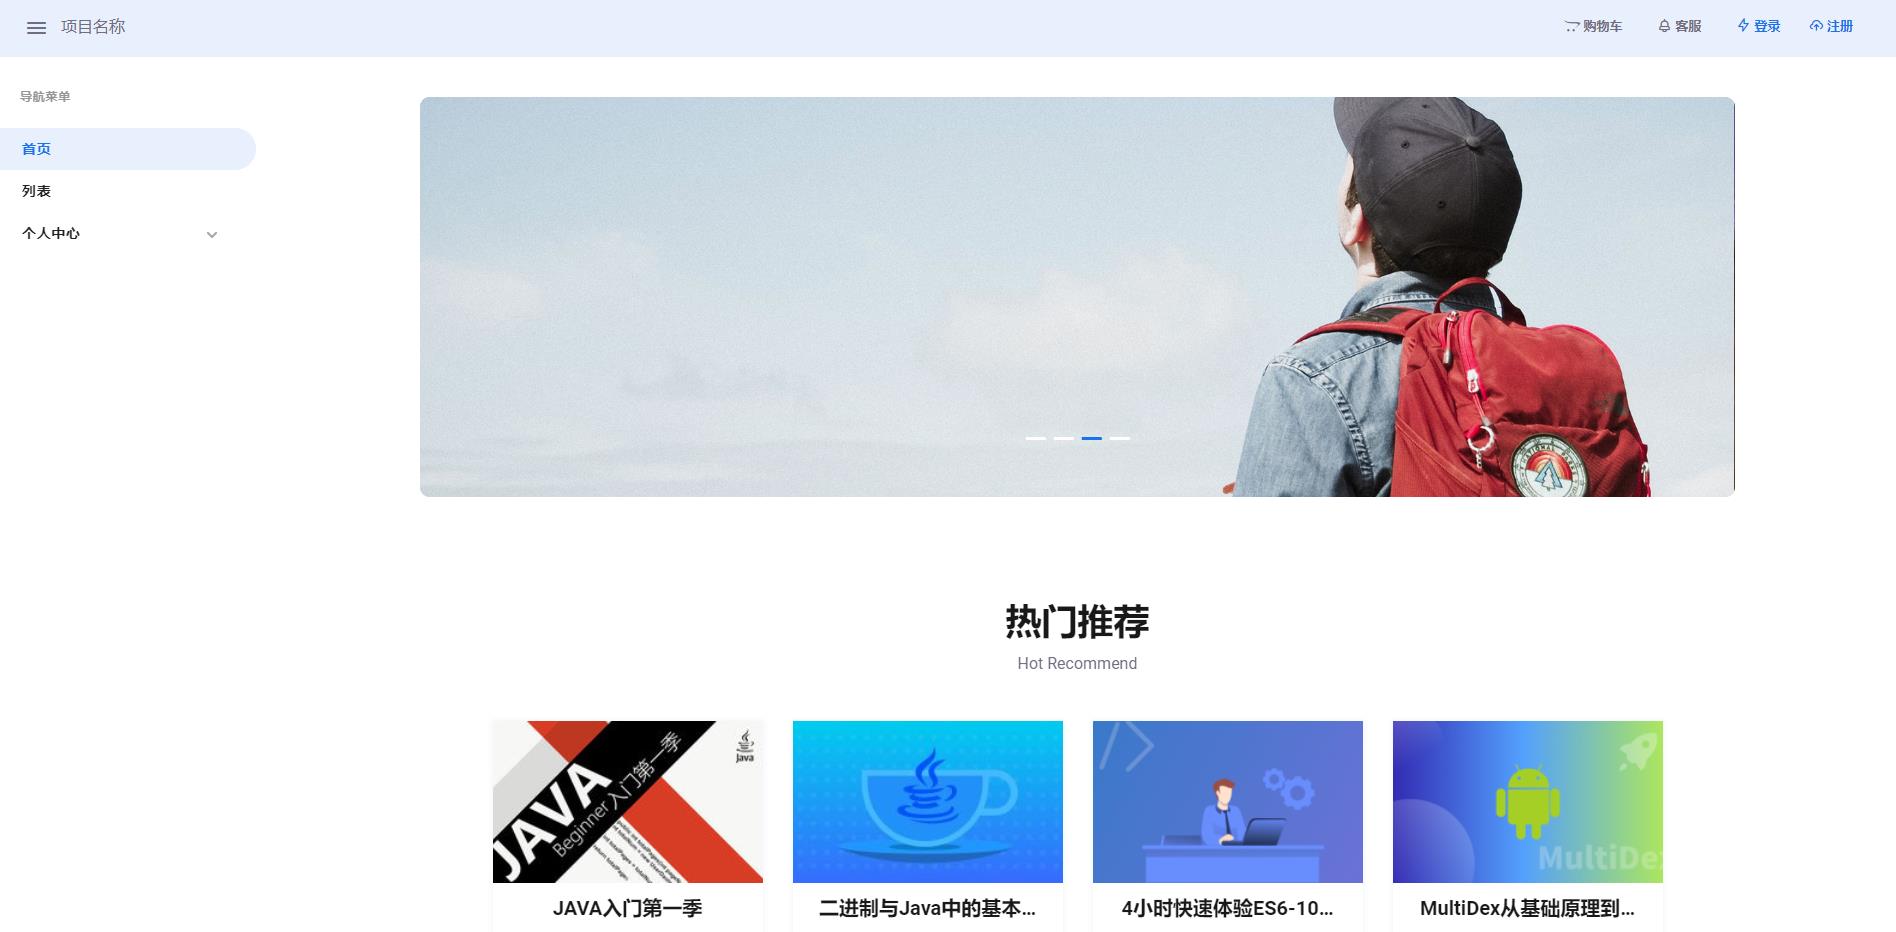 项目名称
购物车
客服
登录
注册
导航菜单
首页
列表
个人中心
热门推荐
Hot Recommend
JAVA
Beginner 入门第一季
Java
MultiDex
JAVA入门第一季
二进制与Java中的基本...
4小时快速体验ES6-10...
MultiDex从基础原理到...